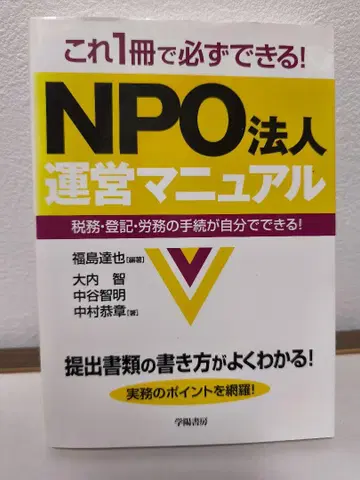 これ1冊で必ずできる！
NPO法人
運営マニュアル
税務・登記・労務の手続が自分でできる！
福島達也[編著]
大内 智
中谷智明
中村恭章[著]
提出書類の書き方がよくわかる！
実務のポイントを網羅！
学陽書房